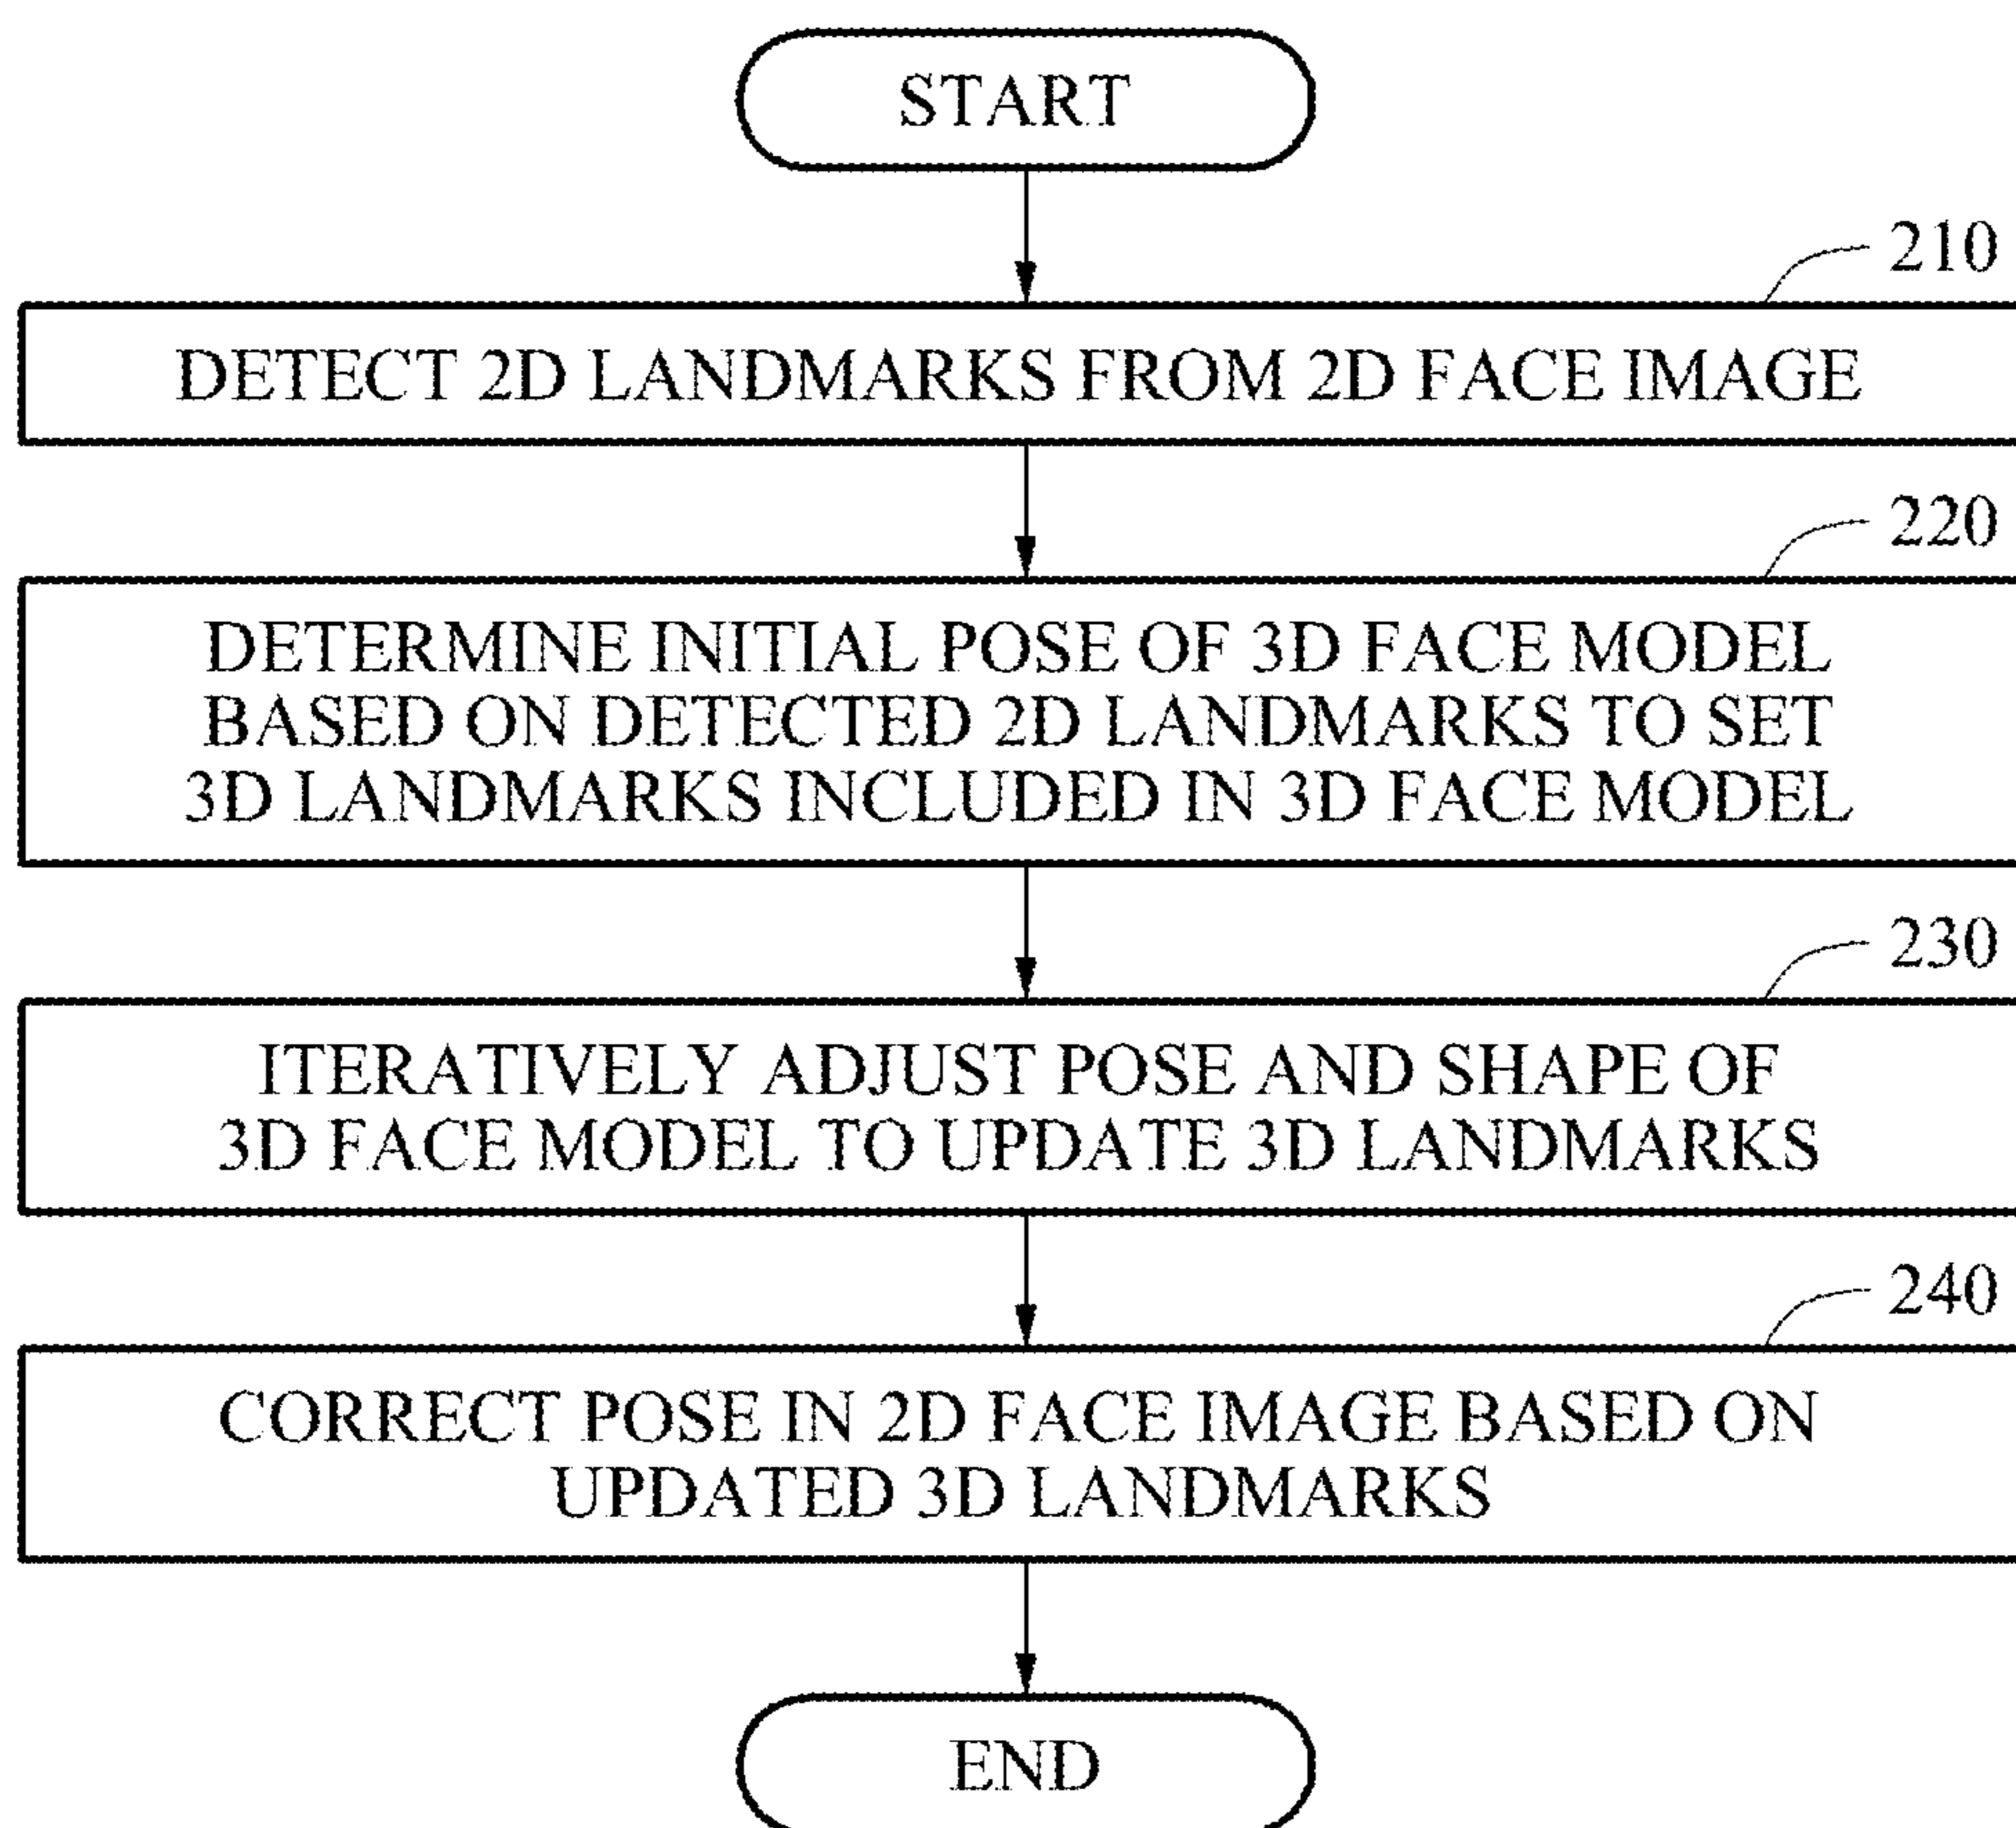 START
210
DETECT 2D LANDMARKS FROM 2D FACE IMAGE
220
DETERMINE INITIAL POSE OF 3D FACE MODEL
BASED ON DETECTED 2D LANDMARKS TO SET
3D LANDMARKS INCLUDED IN 3D FACE MODEL
230
ITERATIVELY ADJUST POSE AND SHAPE OF
3D FACE MODEL TO UPDATE 3D LANDMARKS
240
CORRECT POSE IN 2D FACE IMAGE BASED ON
UPDATED 3D LANDMARKS
END